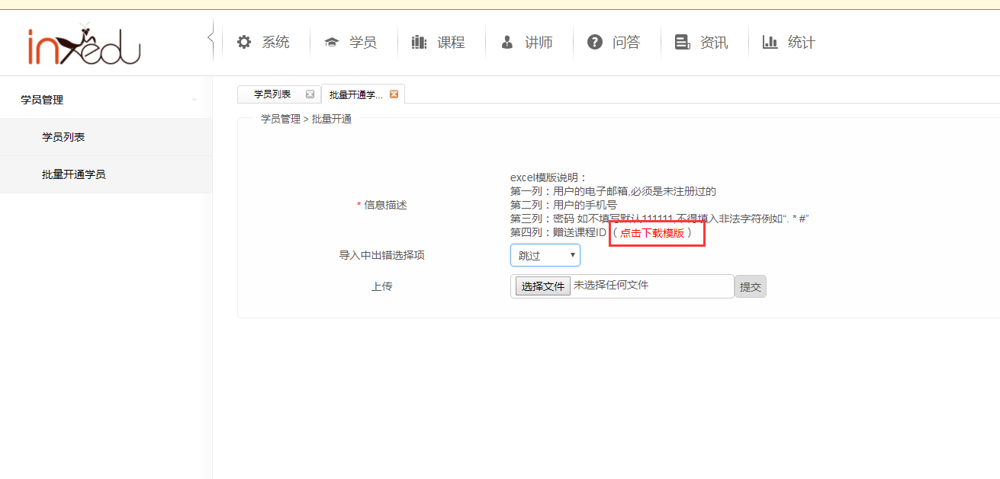 inxedu
系统
学员
课程
讲师
问答
资讯
统计
学员管理
学员列表
批量开通学员
学员列表
批量开通学...
学员管理 > 批量开通
* 信息描述
excel模版说明：
第一列：用户的电子邮箱,必须是未注册过的
第二列：用户的手机号
第三列：密码 如不填写默认111111,不得填入非法字符例如“. * #”
第四列：赠送课程ID（点击下载模版）
导入中出错选择项
跳过
上传
选择文件 未选择任何文件
提交